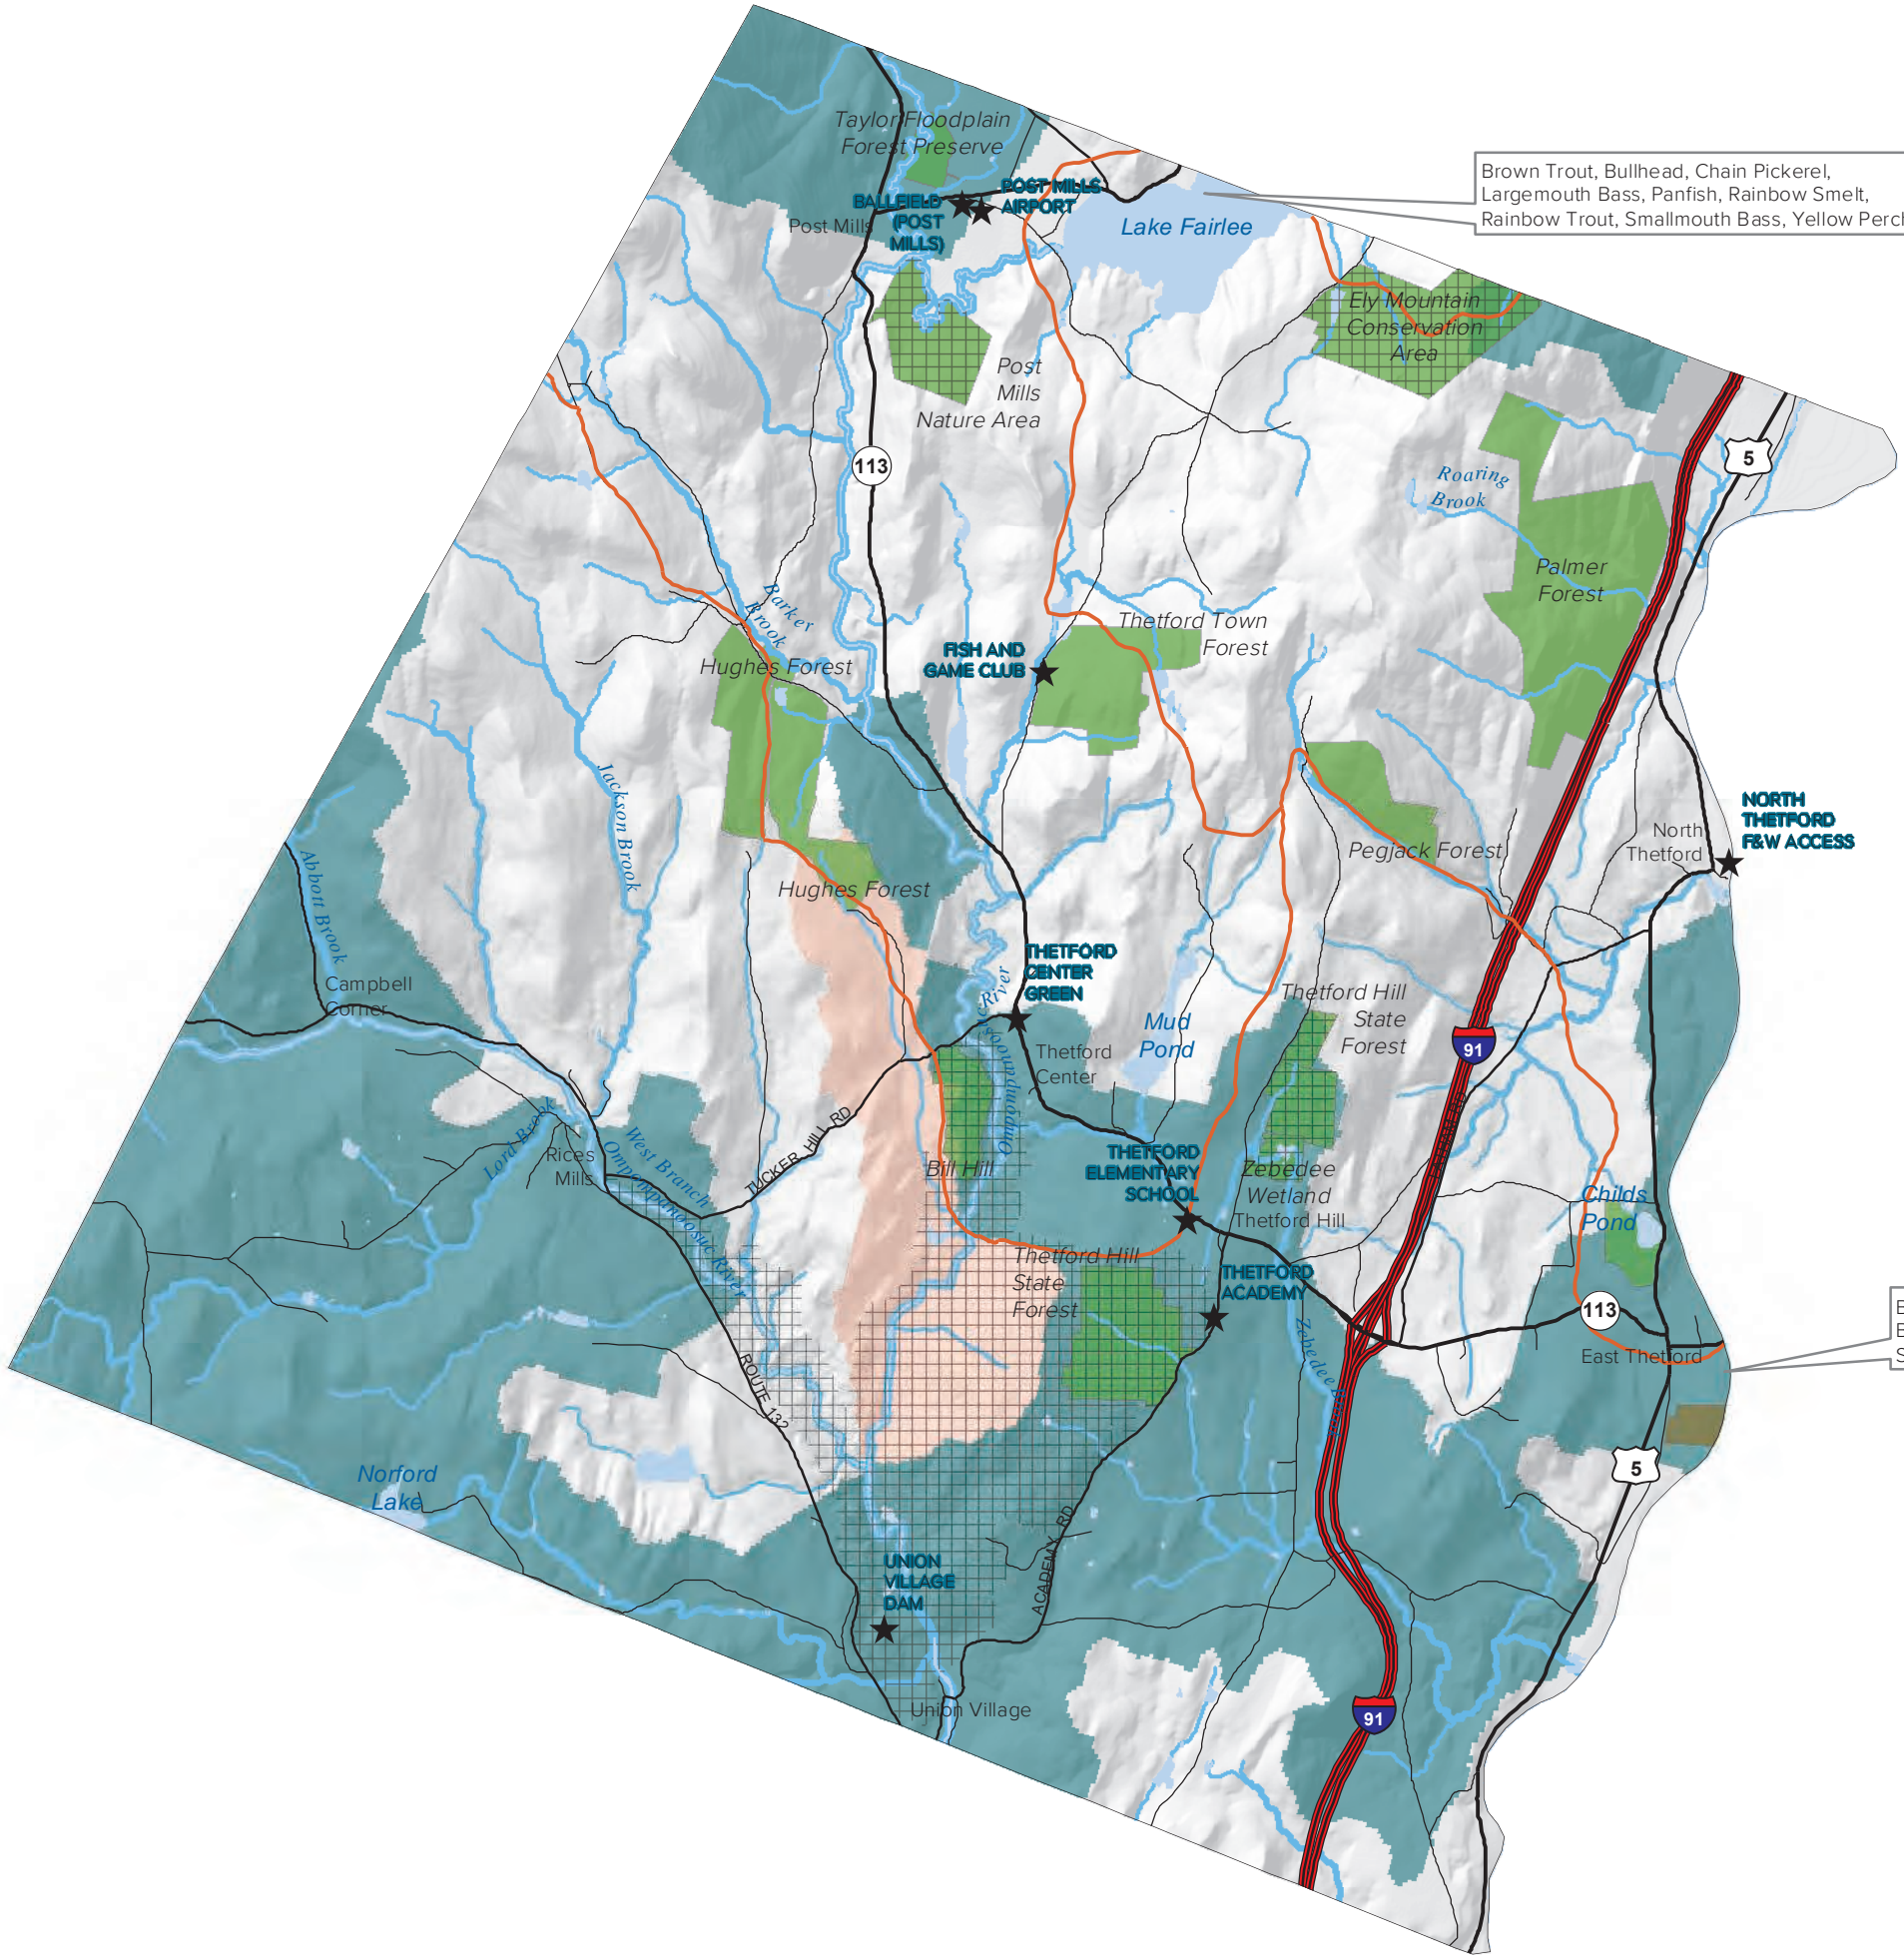 Taylor Floodplain
Forest Preserve
Brown Trout, Bullhead, Chain Pickerel,
Largemouth Bass, Panfish, Rainbow Smelt,
Rainbow Trout, Smallmouth Bass, Yellow Perch
BALLFIELD
(POST
MILLS)
POST MILLS
AIRPORT
Post Mills
Lake Fairlee
Ely Mountain
Conservation
Area
Post
Mills
Nature Area
113
5
Roaring
Brook
Palmer
Forest
Barker
Brook
Thetford Town
Forest
FISH AND
GAME CLUB
Hughes Forest
Jackson Brook
NORTH
THETFORD
F&W ACCESS
North
Thetford
Pegjack Forest
Abbott Brook
Hughes Forest
THETFORD
CENTER
GREEN
Campbell
Corner
River
Mud
Pond
Thetford Hill
State
Forest
91
Thetford
Center
TUCKER HILL RD
Lord Brook
West Branch
Ompompanoosuc River
Rices
Mills
Bill Hill
THETFORD
ELEMENTARY
SCHOOL
Zebedee
Wetland
Thetford Hill
Childs
Pond
Thetford Hill
State
Forest
THETFORD
ACADEMY
113
East Thetford
Zebedee
ROUTE 132
5
Norford
Lake
ACADEMY RD
UNION
VILLAGE
DAM
Union Village
91